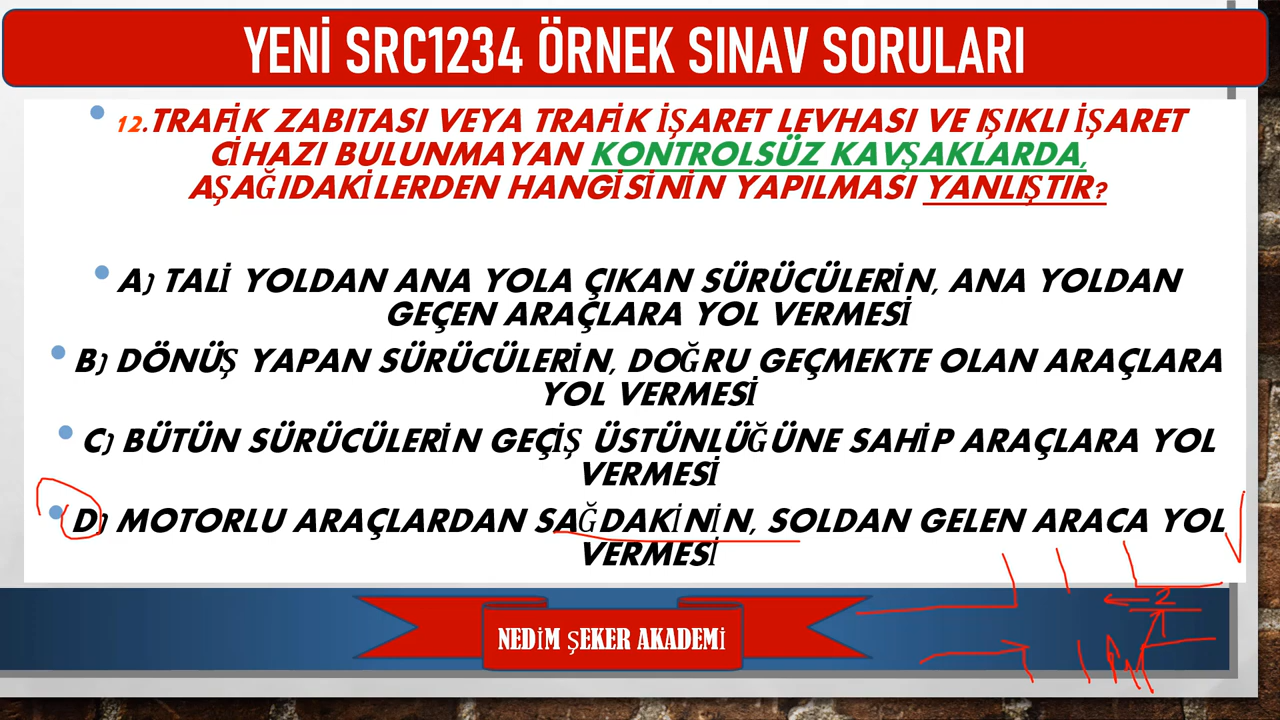 YENİ SRC1234 ÖRNEK SINAV SORULARI
12.TRAFİK ZABITASI VEYA TRAFİK İŞARET LEVHASI VE IŞIKLI İŞARET
CİHAZI BULUNMAYAN KONTROLSÜZ KAVŞAKLARDA,
AŞAĞIDAKİLERDEN HANGİSİNİN YAPILMASI YANLIŞTIR?
A) TALİ YOLDAN ANA YOLA ÇIKAN SÜRÜCÜLERİN, ANA YOLDAN
GEÇEN ARAÇLARA YOL VERMESİ
B) DÖNÜŞ YAPAN SÜRÜCÜLERİN, DOĞRU GEÇMEKTE OLAN ARAÇLARA
YOL VERMESİ
C) BÜTÜN SÜRÜCÜLERİN GEÇİŞ ÜSTÜNLÜĞÜNE SAHİP ARAÇLARA YOL
VERMESİ
D) MOTORLU ARAÇLARDAN SAĞDAKİNİN, SOLDAN GELEN ARACA YOL
VERMESİ
2
NEDİM ŞEKER AKADEMİ